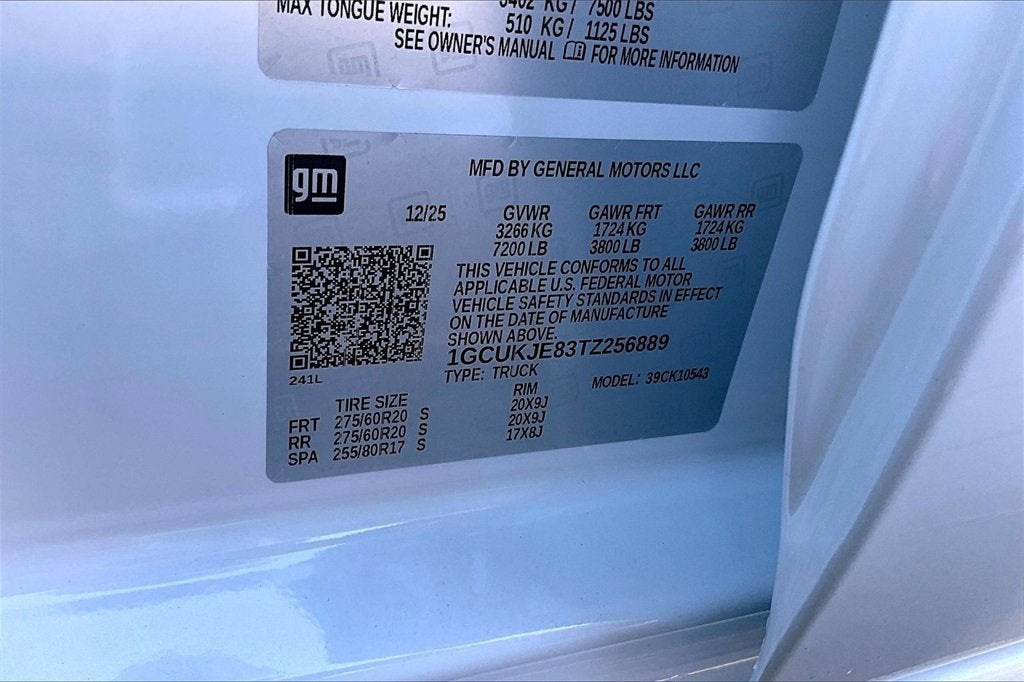 MAX TONGUE WEIGHT: 3402 KG/ 7500 LBS
510 KG/ 1125 LBS
SEE OWNER'S MANUAL FOR MORE INFORMATION
gm
MFD BY GENERAL MOTORS LLC
12/25 GVWR GAWR FRT GAWR RR
3266 KG 1724 KG 1724 KG
7200 LB 3800 LB 3800 LB
THIS VEHICLE CONFORMS TO ALL
APPLICABLE U.S. FEDERAL MOTOR
VEHICLE SAFETY STANDARDS IN EFFECT
ON THE DATE OF MANUFACTURE
SHOWN ABOVE.
1GCUKJE83TZ256889
241L
TYPE: TRUCK MODEL: 39CK10543
TIRE SIZE RIM
FRT 275/60R20 S 20X9J
RR 275/60R20 S 20X9J
SPA 255/80R17 S 17X8J